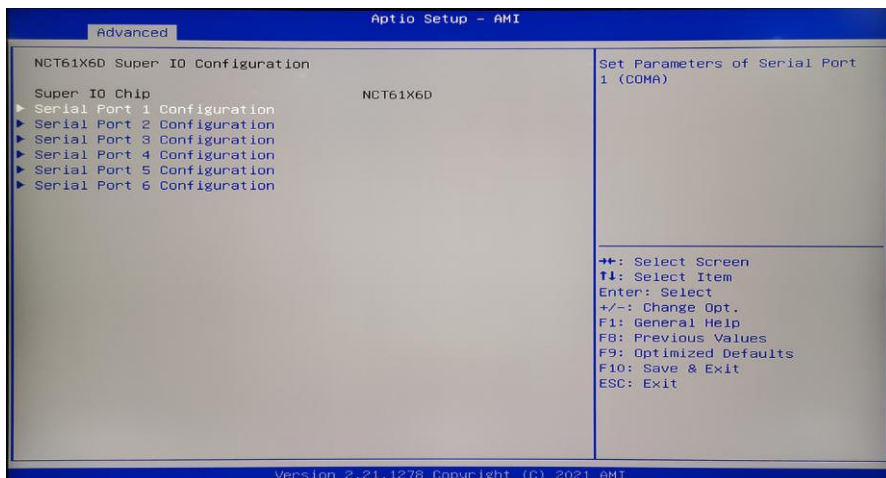 Aptio Setup – AMI
Advanced
NCT61X6D Super IO Configuration
Super IO Chip NCT61X6D
► Serial Port 1 Configuration
► Serial Port 2 Configuration
► Serial Port 3 Configuration
► Serial Port 4 Configuration
► Serial Port 5 Configuration
► Serial Port 6 Configuration
Set Parameters of Serial Port
1 (COMA)
→←: Select Screen
↑↓: Select Item
Enter: Select
+/-: Change Opt.
F1: General Help
F8: Previous Values
F9: Optimized Defaults
F10: Save & Exit
ESC: Exit
Version 2.21.1278 Copyright (C) 2021 AMI